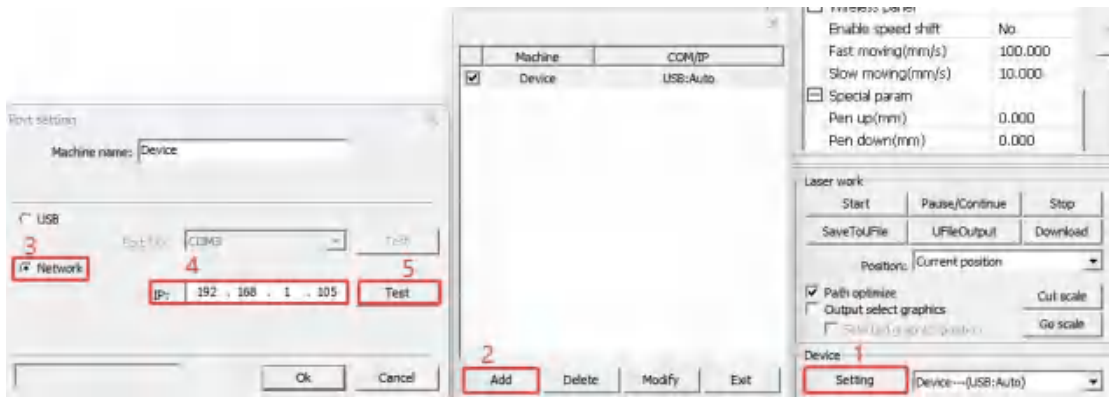 Port setting
Machine name: Device
USB
3
COM3
Test
Network
4
5
IP: 192 . 168 . 1 . 105
Test
Ok
Cancel
Machine COM/IP
Device USB:Auto
2
Add Delete Modify Exit
Wireless panel
Enable speed shift No
Fast moving(mm/s) 100.000
Slow moving(mm/s) 10.000
Special param
Pen up(mm) 0.000
Pen down(mm) 0.000
Laser work
Start Pause/Continue Stop
SaveToUFile UFileOutput Download
Position: Current position
Path optimize
Cut scale
Output select graphics
Go scale
Device 1
Setting Device---(USB:Auto)